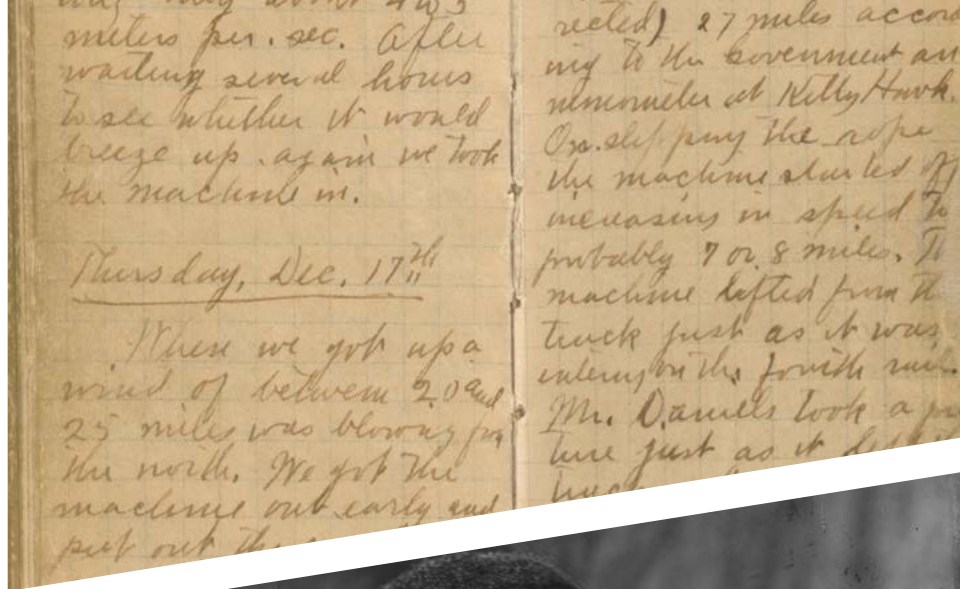 meters per. sec. After
waiting several hours
to see whether it would
breeze up again we took
the machine in.
Thursday, Dec. 17th
When we got up a
wind of between 20 and
25 miles was blowing from
the north. We got the
machine out early and
put out the
rected) 27 miles accord
ing to the Government an
nemometer at Kitty Hawk.
On slipping the rope
the machine started off
increasing in speed to
probably 7 or 8 miles. The
machine lifted from the
truck just as it was
entering on the fourth rail.
Mr. Daniels took a pic
ture just as it left